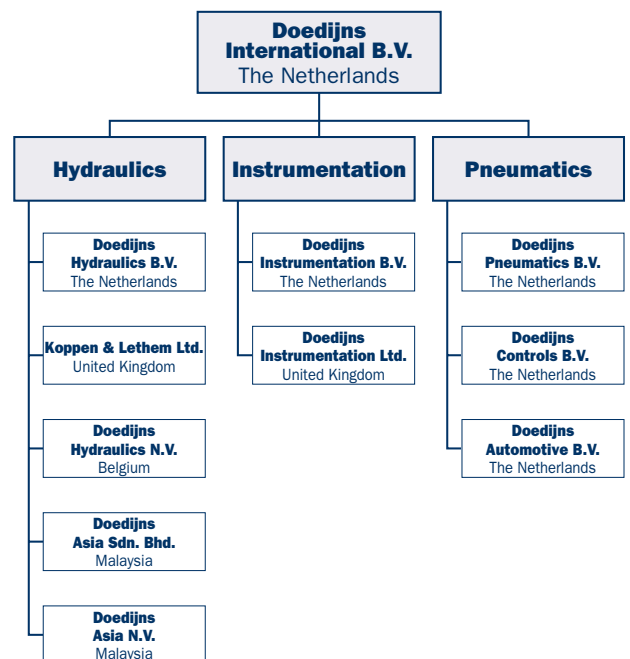 Doedijns
International B.V.
The Netherlands
Hydraulics
Instrumentation
Pneumatics
Doedijns
Hydraulics B.V.
The Netherlands
Koppen & Lethem Ltd.
United Kingdom
Doedijns
Hydraulics N.V.
Belgium
Doedijns
Asia Sdn. Bhd.
Malaysia
Doedijns
Asia N.V.
Malaysia
Doedijns
Instrumentation B.V.
The Netherlands
Doedijns
Instrumentation Ltd.
United Kingdom
Doedijns
Pneumatics B.V.
The Netherlands
Doedijns
Controls B.V.
The Netherlands
Doedijns
Automotive B.V.
The Netherlands